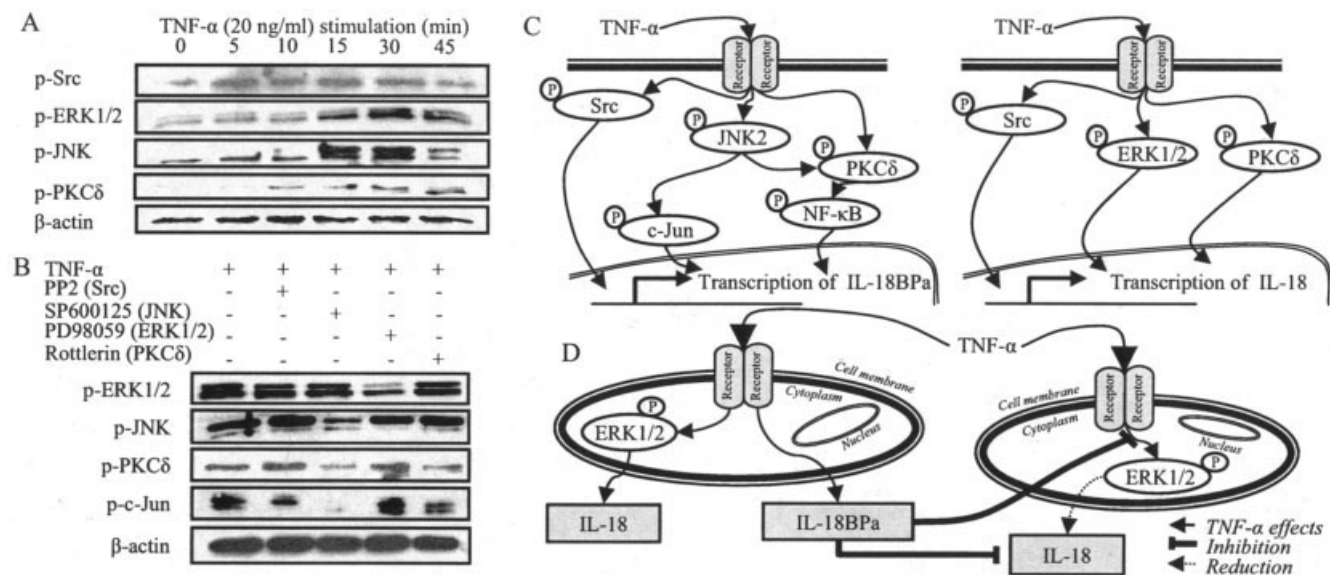 A
TNF-α (20 ng/ml) stimulation (min)
0 5 10 15 30 45
p-Src
p-ERK1/2
p-JNK
p-PKCδ
β-actin
B
TNF-α + + + + +
PP2 (Src) - + - - -
SP600125 (JNK) - - + - -
PD98059 (ERK1/2) - - - + -
Rottlerin (PKCδ) - - - - +
p-ERK1/2
p-JNK
p-PKCδ
p-c-Jun
β-actin
C
TNF-α
Receptor Receptor
P Src
P JNK2
P PKCδ
P NF-κB
P c-Jun
Transcription of IL-18BPa
TNF-α
Receptor Receptor
P Src
P ERK1/2
P PKCδ
Transcription of IL-18
D
TNF-α
Receptor Receptor
Cell membrane
Cytoplasm
Nucleus
P
ERK1/2
IL-18
IL-18BPa
Receptor Receptor
Cell membrane
Cytoplasm
Nucleus
P
ERK1/2
IL-18
TNF-α effects
Inhibition
Reduction